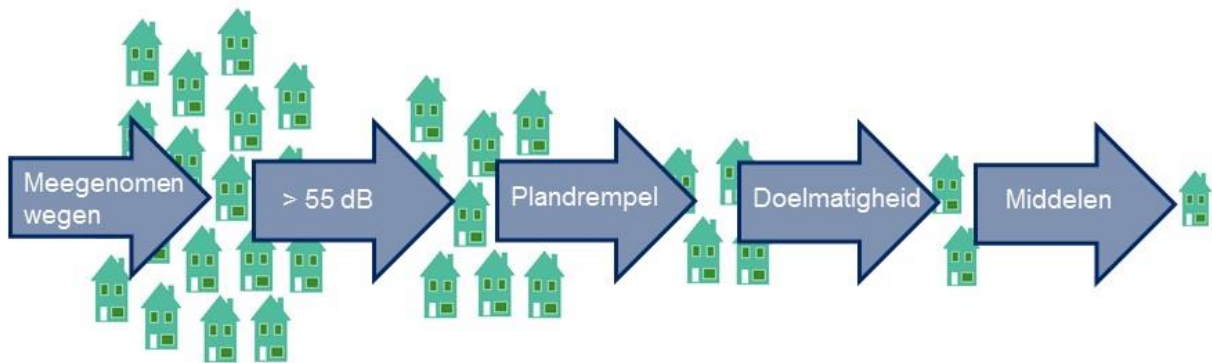 Meegenomen
wegen
> 55 dB
Plandrempel
Doelmatigheid
Middelen